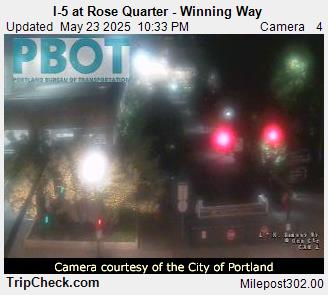 I-5 at Rose Quarter - Winning Way
Updated May 23 2025 10:33 PM Camera 4
PBOT
PORTLAND BUREAU OF TRANSPORTATION
Camera courtesy of the City of Portland
TripCheck.com Milepost302.00